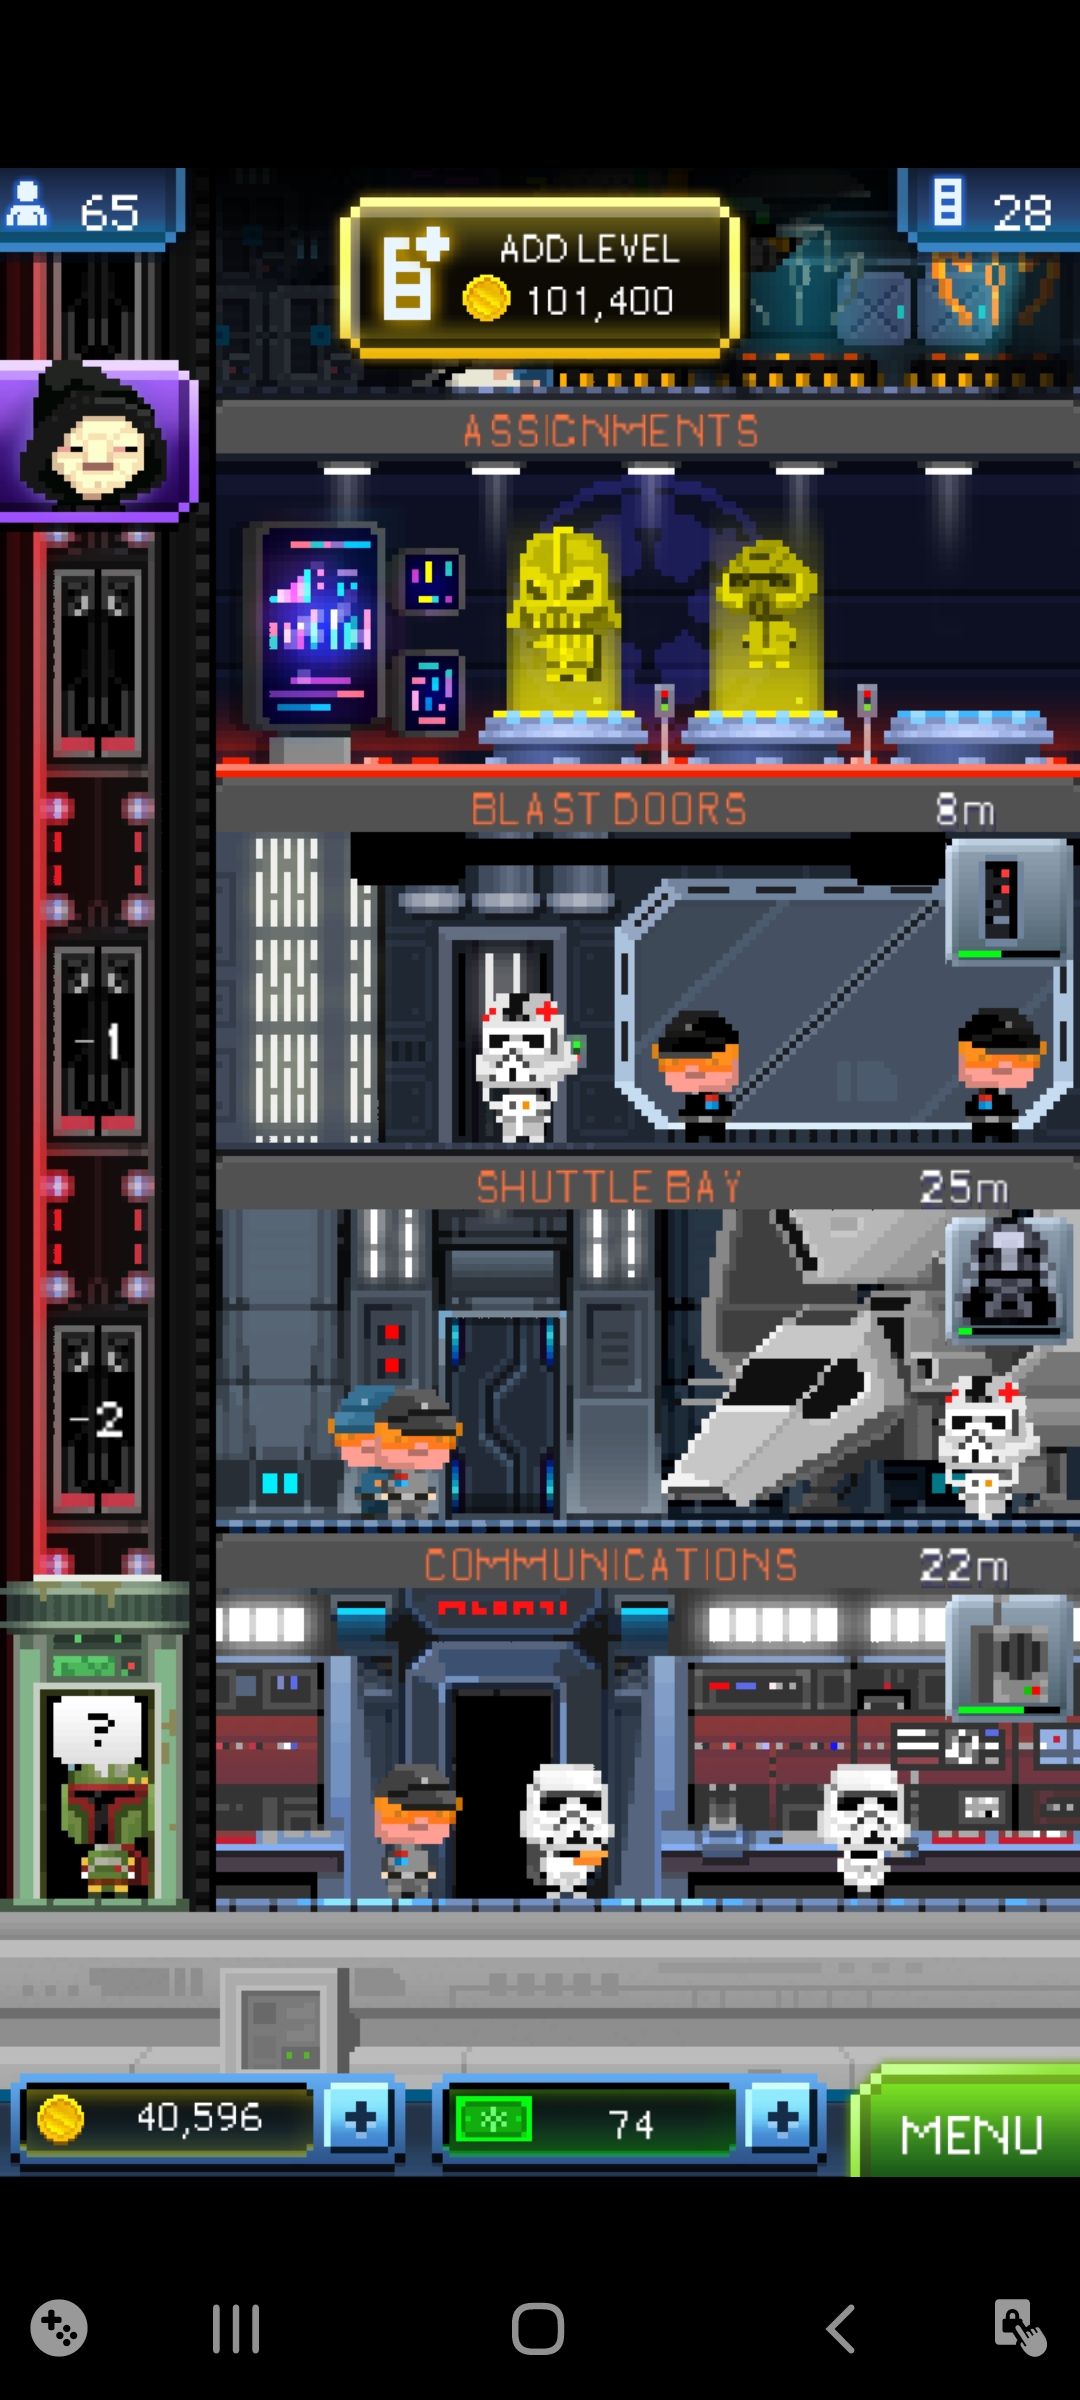 65
ADD LEVEL
101,400
28
ASSIGNMENTS
BLAST DOORS 8m
-1
SHUTTLE BAY 25m
-2
COMMUNICATIONS 22m
?
40,596 +
74 +
MENU